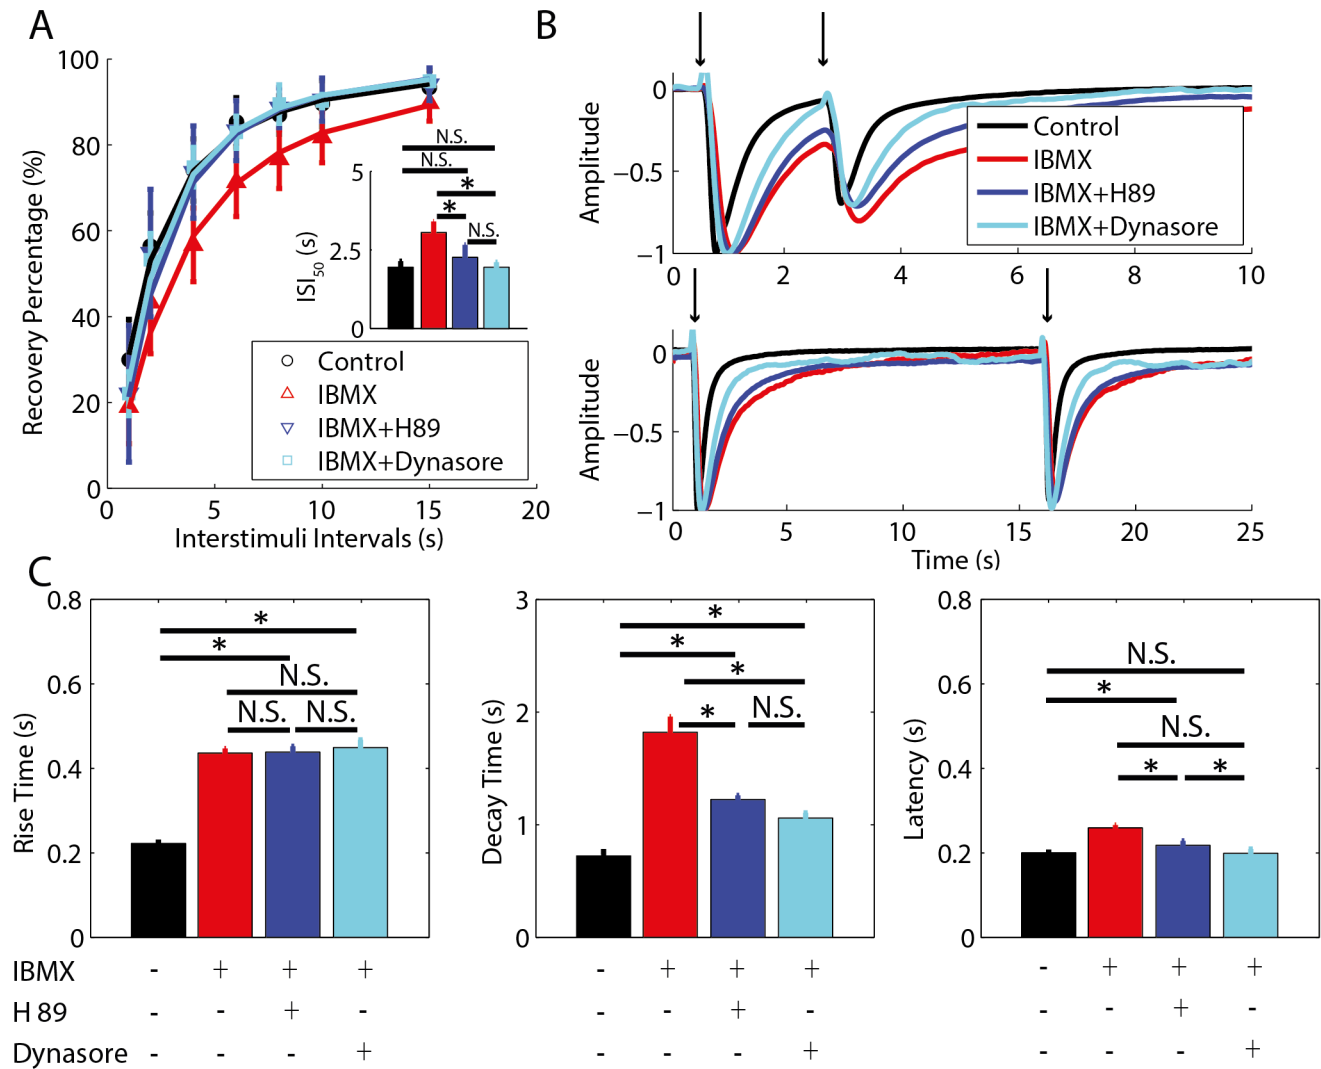 A
Recovery Percentage (%)
100
80
60
40
20
0
0 5 10 15 20
Interstimuli Intervals (s)
ISI50 (s)
5
2.5
0
N.S.
N.S.
*
*
N.S.
Control
IBMX
IBMX+H89
IBMX+Dynasore
B
Amplitude
0
−0.5
−1
0 2 4 6 8 10
Control
IBMX
IBMX+H89
IBMX+Dynasore
Amplitude
0
−0.5
−1
0 5 10 15 20 25
Time (s)
C
Rise Time (s)
0.8
0.6
0.4
0.2
0
*
*
N.S.
N.S. N.S.
Decay Time (s)
3
2
1
0
*
*
*
* N.S.
Latency (s)
0.8
0.6
0.4
0.2
0
N.S.
*
N.S.
* *
IBMX - + + + - + + + - + + +
H 89 - - + - - - + - - - + -
Dynasore - - - + - - - + - - - +